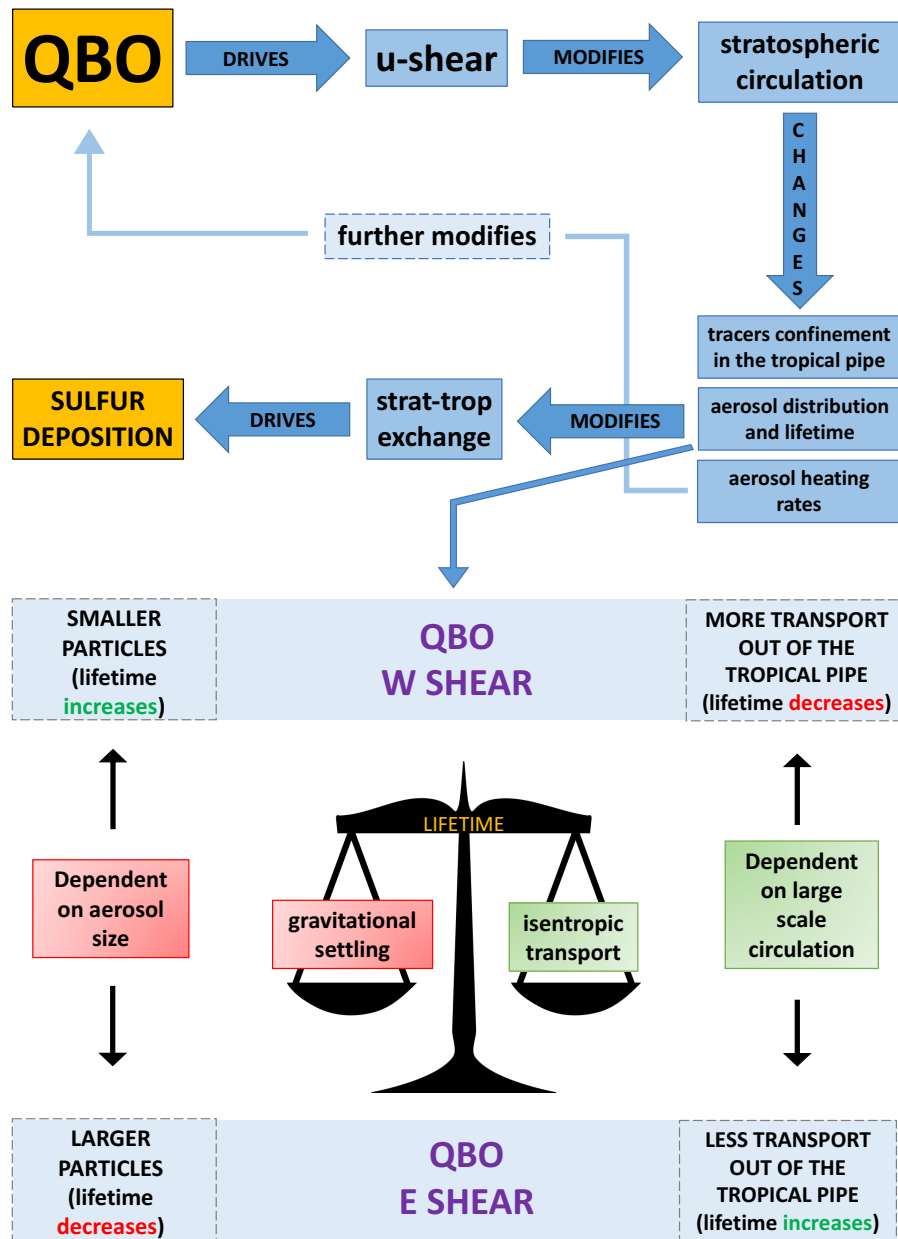 QBO
DRIVES
u-shear
MODIFIES
stratospheric
circulation
CHANGES
further modifies
tracers confinement
in the tropical pipe
SULFUR
DEPOSITION
DRIVES
strat-trop
exchange
MODIFIES
aerosol distribution
and lifetime
aerosol heating
rates
SMALLER
PARTICLES
(lifetime
increases)
QBO
W SHEAR
MORE TRANSPORT
OUT OF THE
TROPICAL PIPE
(lifetime decreases)
LIFETIME
Dependent
on aerosol
size
gravitational
settling
isentropic
transport
Dependent
on large
scale
circulation
LARGER
PARTICLES
(lifetime
decreases)
QBO
E SHEAR
LESS TRANSPORT
OUT OF THE
TROPICAL PIPE
(lifetime increases)